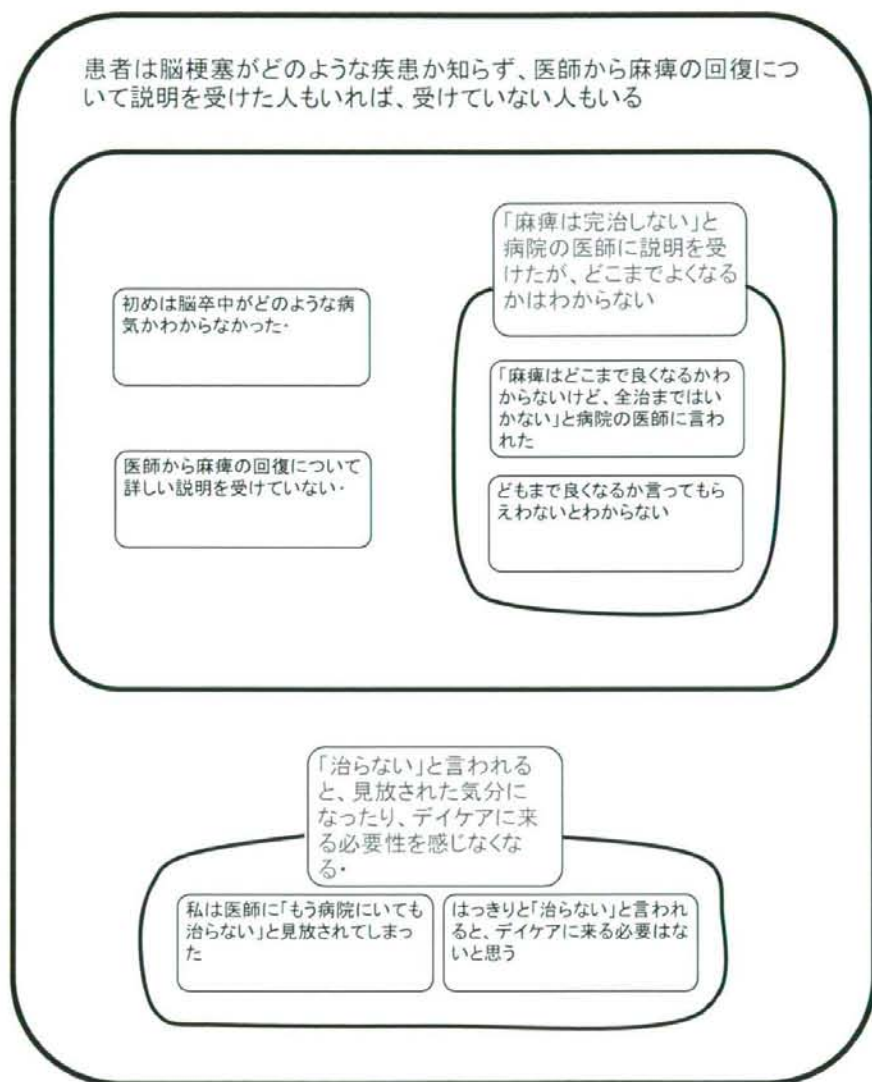 患者は脳梗塞がどのような疾患か知らず、医師から麻痺の回復につ
いて説明を受けた人もいれば、受けていない人もいる
「麻痺は完治しない」と
病院の医師に説明を受
けたが、どこまでよくなる
かはわからない
初めは脳卒中がどのような病
気かわからなかった・
「麻痺はどこまで良くなるかわ
からないけど、全治まではい
かない」と病院の医師に言わ
れた
医師から麻痺の回復について
詳しい説明を受けていない・
どもまで良くなるか言ってもら
えわないとわからない
「治らない」と言われる
と、見放された気分に
なったり、デイケアに来
る必要性を感じなくな
る・
私は医師に「もう病院にいても
治らない」と見放されてしまっ
た
はっきりと「治らない」と言われ
ると、デイケアに来る必要はな
いと思う